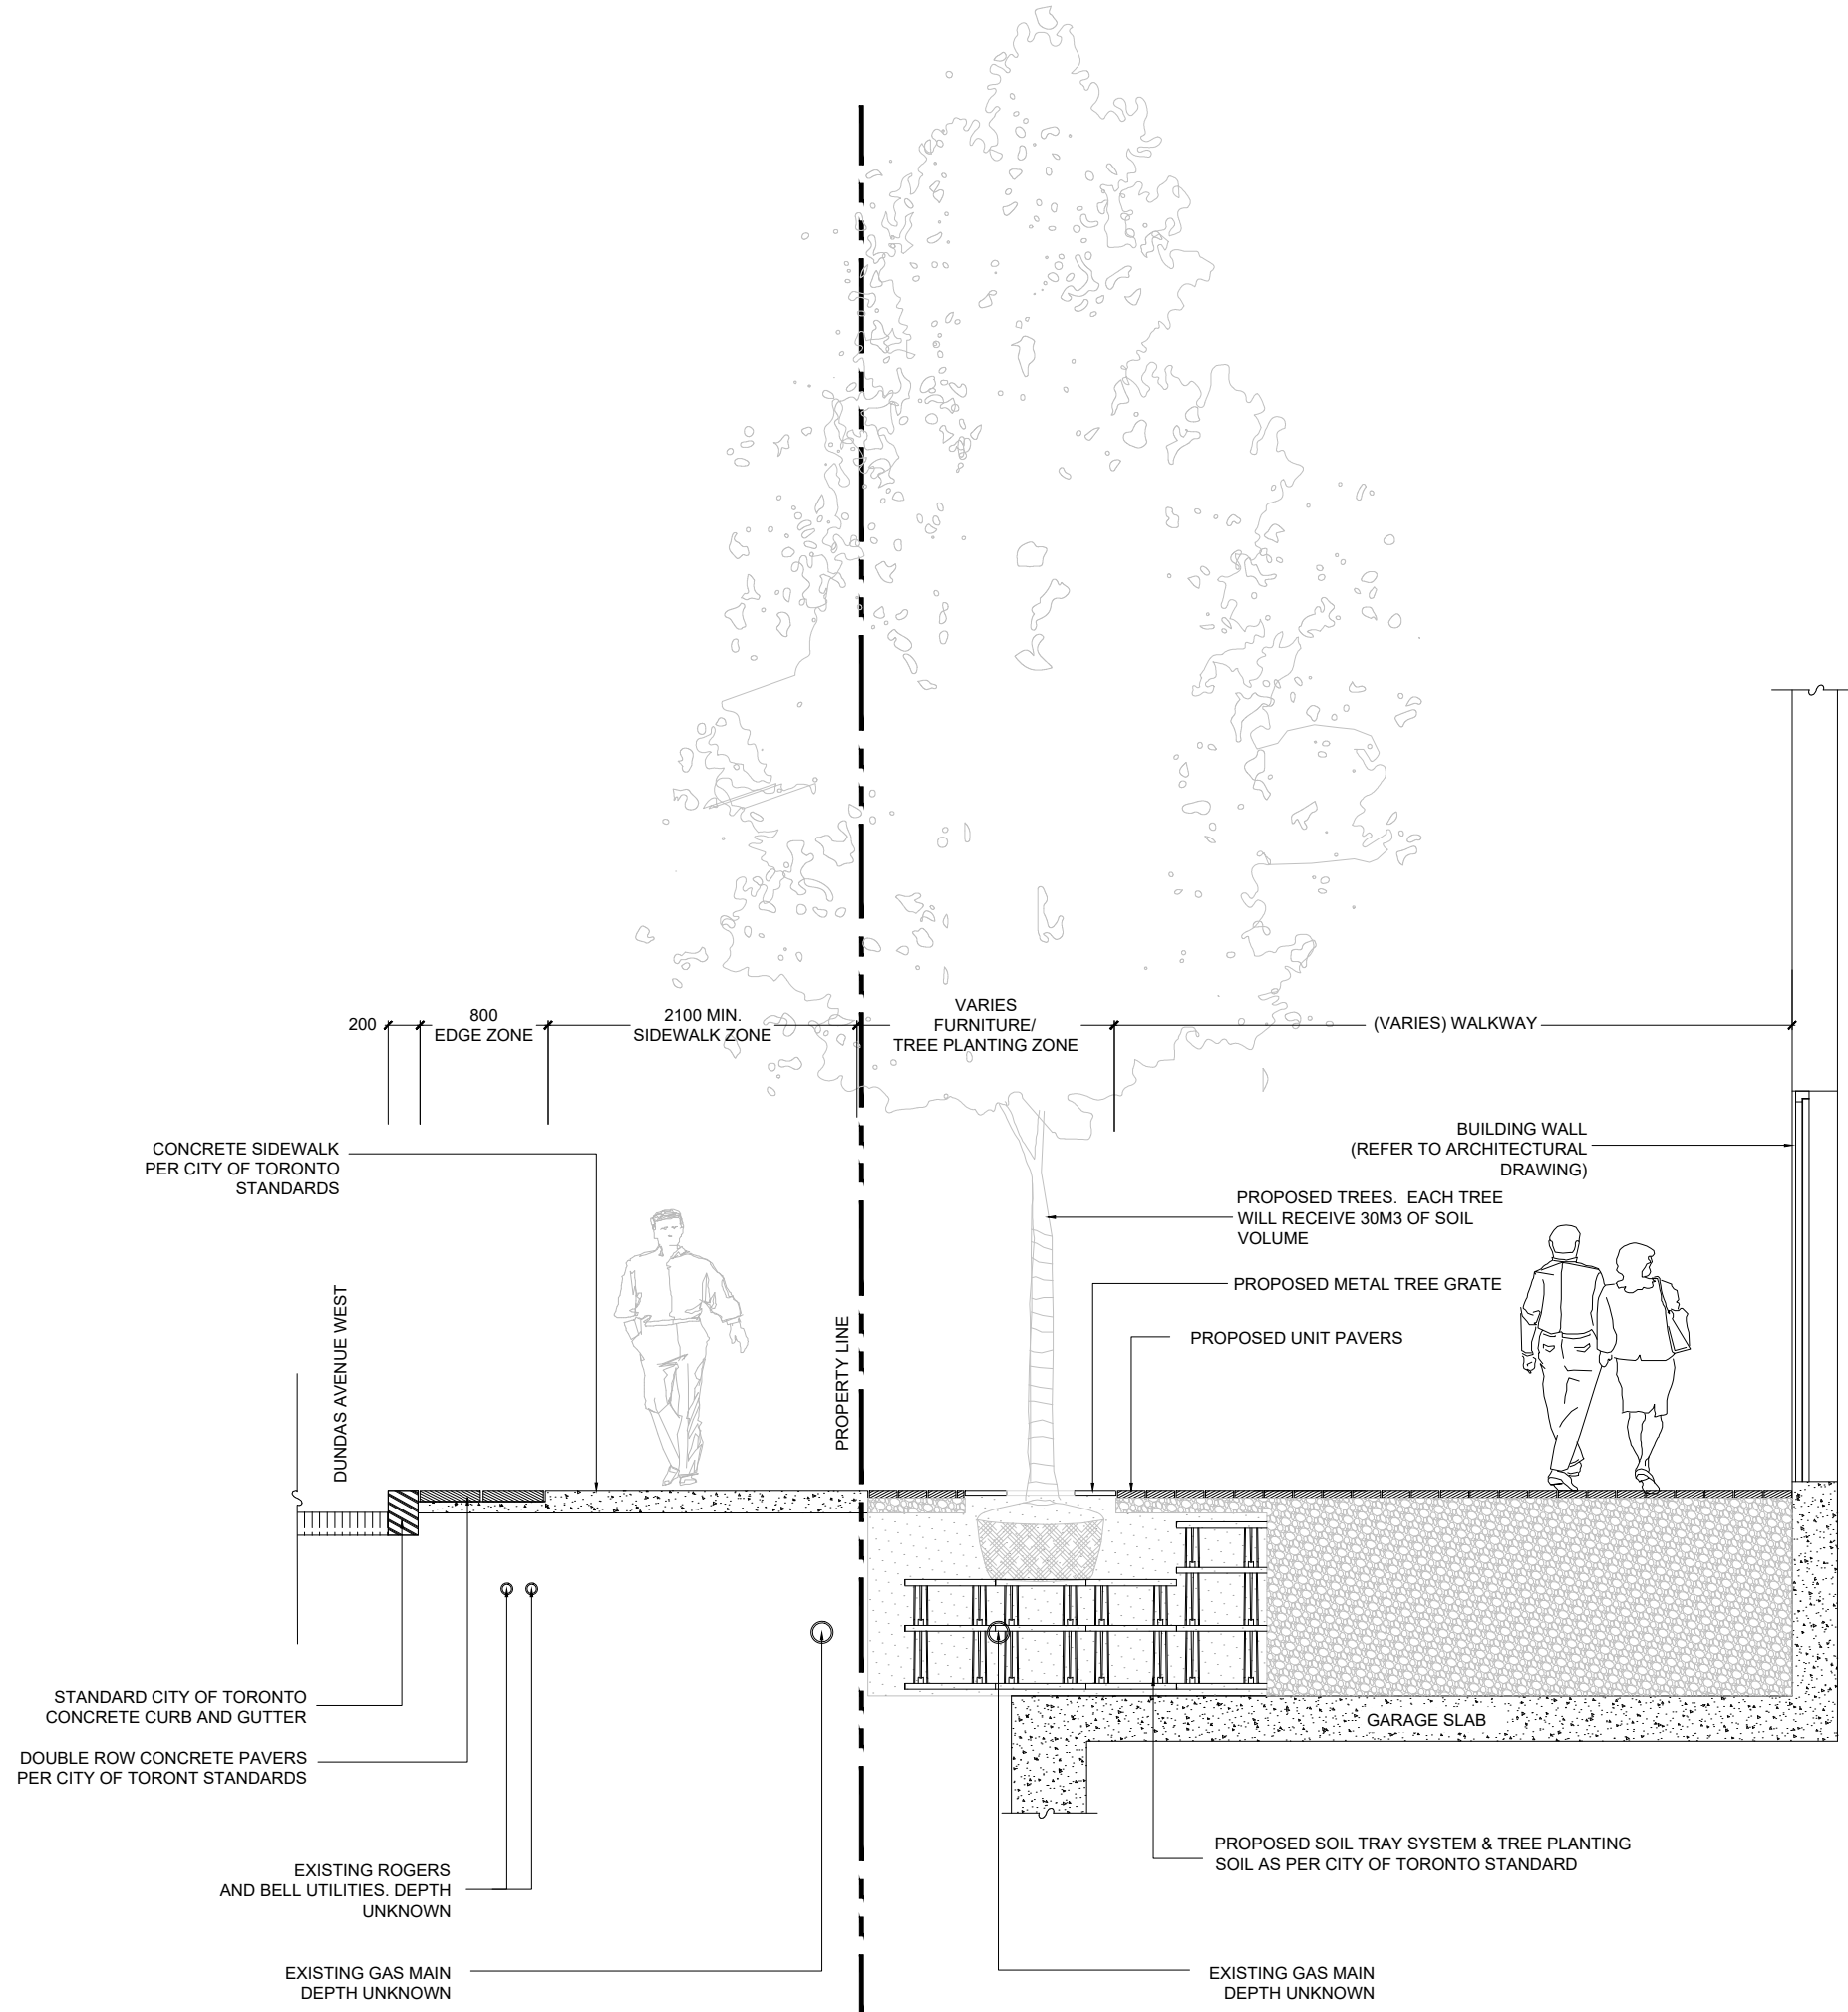 VARIES
FURNITURE/
TREE PLANTING ZONE
200
800
EDGE ZONE
2100 MIN.
SIDEWALK ZONE
(VARIES) WALKWAY
CONCRETE SIDEWALK
PER CITY OF TORONTO
STANDARDS
BUILDING WALL
(REFER TO ARCHITECTURAL
DRAWING)
PROPOSED TREES. EACH TREE
WILL RECEIVE 30M3 OF SOIL
VOLUME
PROPOSED METAL TREE GRATE
PROPOSED UNIT PAVERS
DUNDAS AVENUE WEST
PROPERTY LINE
STANDARD CITY OF TORONTO
CONCRETE CURB AND GUTTER
GARAGE SLAB
DOUBLE ROW CONCRETE PAVERS
PER CITY OF TORONT STANDARDS
PROPOSED SOIL TRAY SYSTEM & TREE PLANTING
SOIL AS PER CITY OF TORONTO STANDARD
EXISTING ROGERS
AND BELL UTILITIES. DEPTH
UNKNOWN
EXISTING GAS MAIN
DEPTH UNKNOWN
EXISTING GAS MAIN
DEPTH UNKNOWN